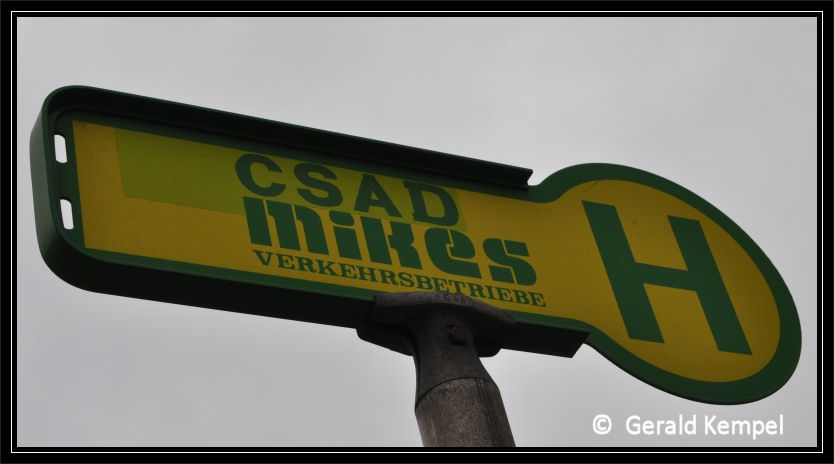 CSAD
mikes
VERKEHRSBETRIEBE
H
© Gerald Kempel